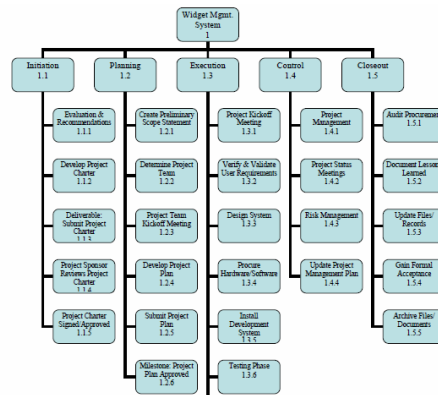 Widget Mgmt.
System
1
Initiation
1.1
Planning
1.2
Execution
1.3
Control
1.4
Closeout
1.5
Evaluation &
Recommendations
1.1.1
Develop Project
Charter
1.1.2
Deliverable:
Submit Project
Charter
1.1.3
Project Sponsor
Reviews Project
Charter
1.1.4
Project Charter
Signed/Approved
1.1.5
Create Preliminary
Scope Statement
1.2.1
Determine Project
Team
1.2.2
Project Team
Kickoff Meeting
1.2.3
Develop Project
Plan
1.2.4
Submit Project
Plan
1.2.5
Milestone: Project
Plan Approved
1.2.6
Project Kickoff
Meeting
1.3.1
Verify & Validate
User Requirements
1.3.2
Design System
1.3.3
Procure
Hardware/Software
1.3.4
Install
Development
System
1.3.5
Testing Phase
1.3.6
Project
Management
1.4.1
Project Status
Meetings
1.4.2
Risk Management
1.4.3
Update Project
Management Plan
1.4.4
Audit Procurement
1.5.1
Document Lesson
Learned
1.5.2
Update Files/
Records
1.5.3
Gain Formal
Acceptance
1.5.4
Archive Files/
Documents
1.5.5